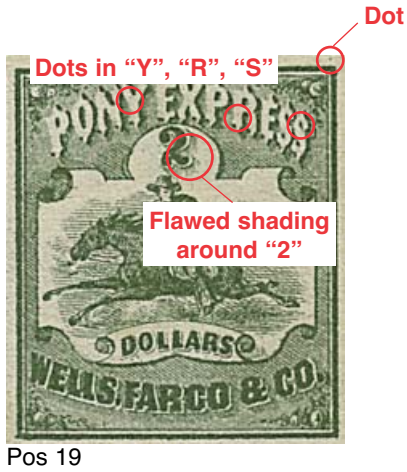 Dot
Dots in “Y”, “R”, “S”
PONY EXPRESS
2
Flawed shading
around “2”
DOLLARS
WELLS, FARGO & CO.
Pos 19